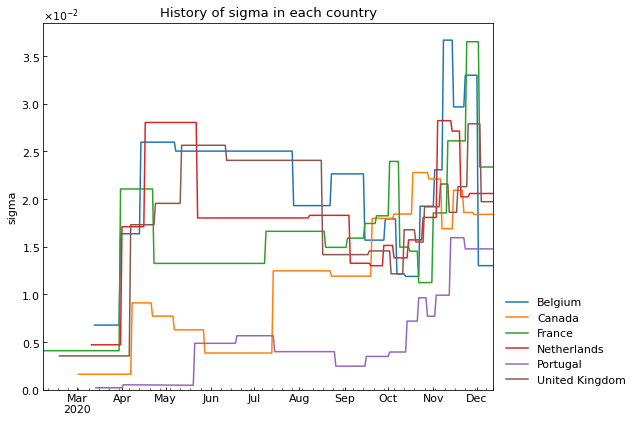 History of sigma in each country
×10⁻²
3.5
3.0
2.5
2.0
1.5
1.0
0.5
0.0
sigma
Mar Apr May Jun Jul Aug Sep Oct Nov Dec
2020
Belgium
Canada
France
Netherlands
Portugal
United Kingdom